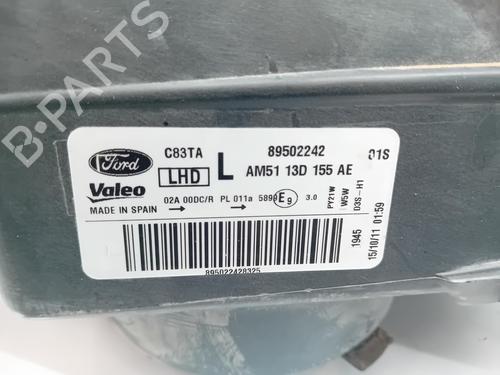 B-PARTS
Ford
C83TA
89502242
01S
Valeo
LHD
L
AM51 13D 155 AE
MADE IN SPAIN
02A 00DC/R
PL 011a
5899
E9
3.0
PY21W
W5W
D3S-H1
1945
15/10/11 01:59
895022428325